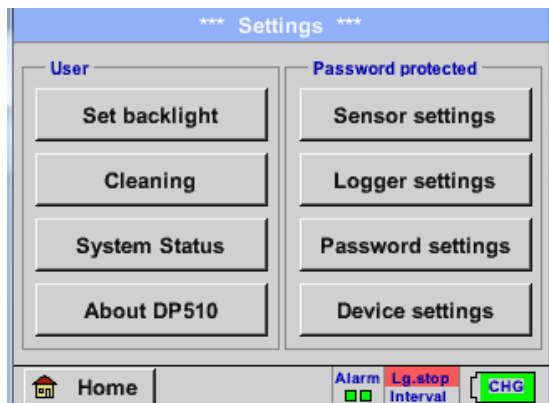 *** Settings ***
User
Set backlight
Cleaning
System Status
About DP510
Password protected
Sensor settings
Logger settings
Password settings
Device settings
Home
Alarm
Lg.stop
Interval
CHG